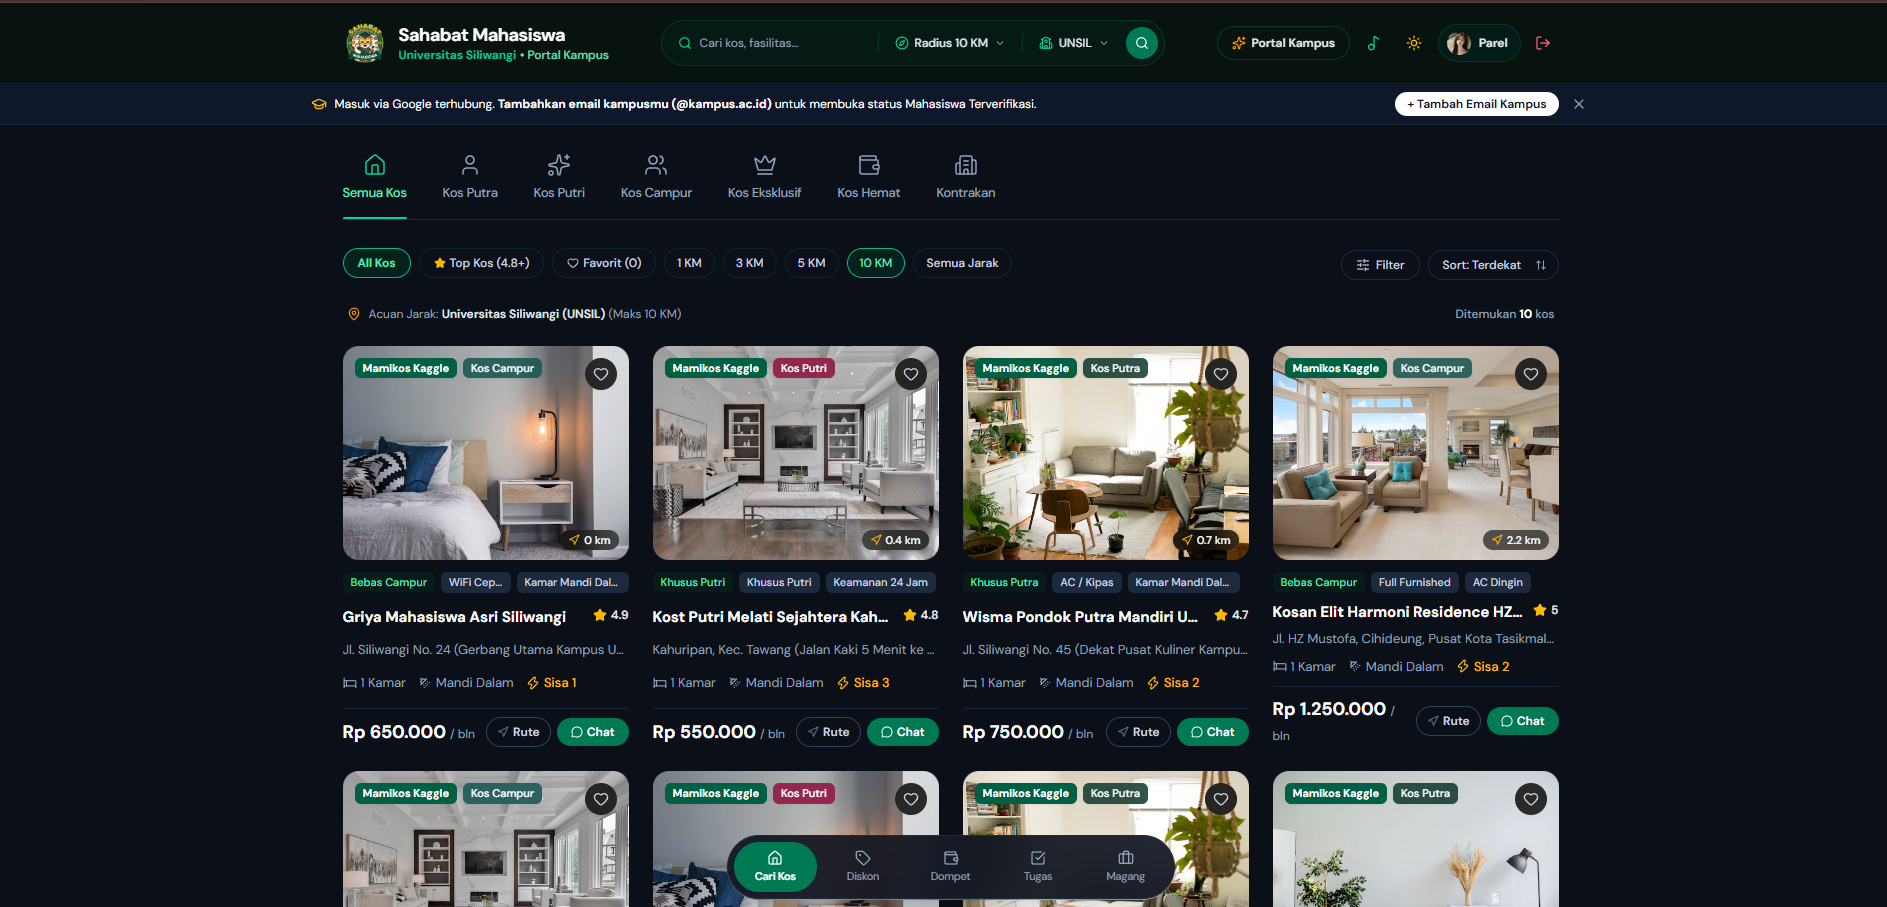 Sahabat Mahasiswa
Universitas Siliwangi • Portal Kampus
Cari kos, fasilitas...
Radius 10 KM
UNSIL
Portal Kampus
Parel
Masuk via Google terhubung. Tambahkan email kampusmu (@kampus.ac.id) untuk membuka status Mahasiswa Terverifikasi.
+ Tambah Email Kampus
Semua Kos
Kos Putra
Kos Putri
Kos Campur
Kos Eksklusif
Kos Hemat
Kontrakan
All Kos
Top Kos (4.8+)
Favorit (0)
1 KM
3 KM
5 KM
10 KM
Semua Jarak
Filter
Sort: Terdekat
Acuan Jarak: Universitas Siliwangi (UNSIL) (Maks 10 KM)
Ditemukan 10 kos
Mamikos Kaggle
Kos Campur
0 km
Bebas Campur
WiFi Cep...
Kamar Mandi Dal...
Griya Mahasiswa Asri Siliwangi
4.9
Jl. Siliwangi No. 24 (Gerbang Utama Kampus U...
1 Kamar
Mandi Dalam
Sisa 1
Rp 650.000 / bln
Rute
Chat
Mamikos Kaggle
Kos Putri
0.4 km
Khusus Putri
Khusus Putri
Keamanan 24 Jam
Kost Putri Melati Sejahtera Kah...
4.8
Kahuripan, Kec. Tawang (Jalan Kaki 5 Menit ke ...
1 Kamar
Mandi Dalam
Sisa 3
Rp 550.000 / bln
Rute
Chat
Mamikos Kaggle
Kos Putra
0.7 km
Khusus Putra
AC / Kipas
Kamar Mandi Dal...
Wisma Pondok Putra Mandiri U...
4.7
Jl. Siliwangi No. 45 (Dekat Pusat Kuliner Kampu...
1 Kamar
Mandi Dalam
Sisa 2
Rp 750.000 / bln
Rute
Chat
Mamikos Kaggle
Kos Campur
2.2 km
Bebas Campur
Full Furnished
AC Dingin
Kosan Elit Harmoni Residence HZ...
5
Jl. HZ Mustofa, Cihideung, Pusat Kota Tasikmal...
1 Kamar
Mandi Dalam
Sisa 2
Rp 1.250.000 /
bln
Rute
Chat
Mamikos Kaggle
Kos Campur
Mamikos Kaggle
Kos Putri
Mamikos Kaggle
Kos Putra
Mamikos Kaggle
Kos Putra
Cari Kos
Diskon
Dompet
Tugas
Magang